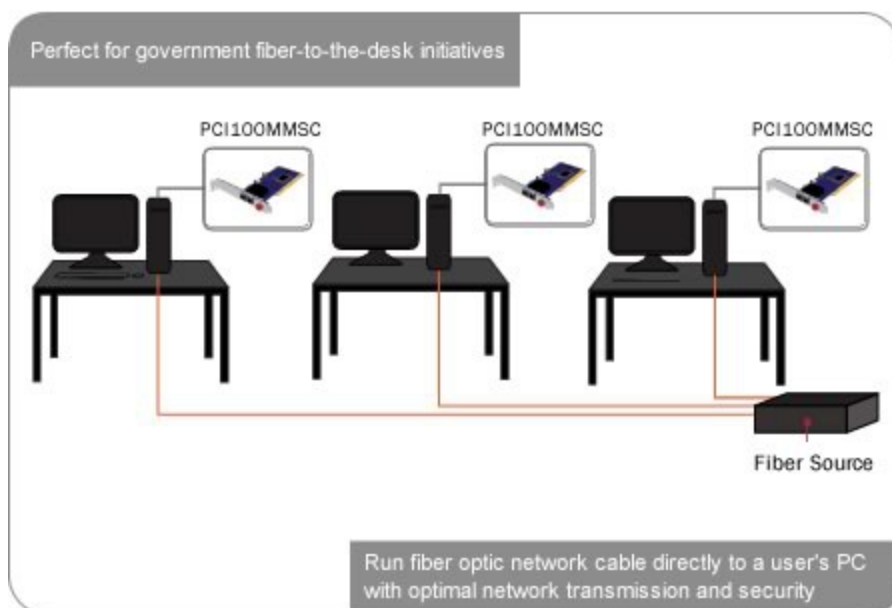 Perfect for government fiber-to-the-desk initiatives
PCI100MMSC
PCI100MMSC
PCI100MMSC
Fiber Source
Run fiber optic network cable directly to a user's PC
with optimal network transmission and security